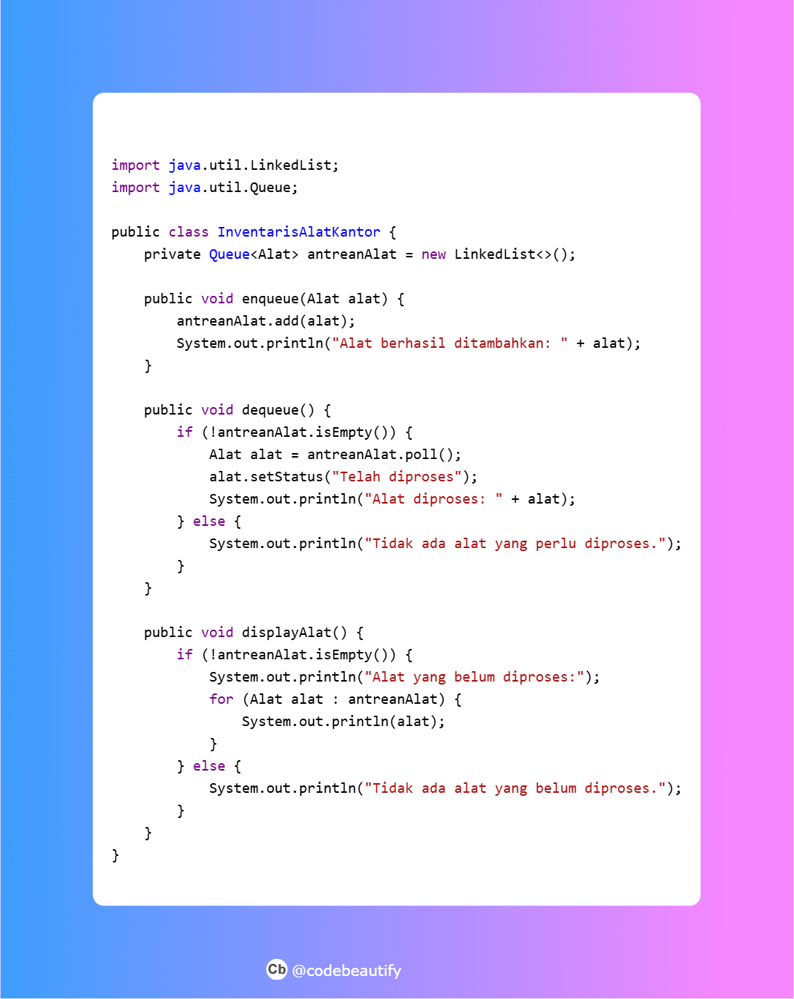 import java.util.LinkedList;
import java.util.Queue;

public class InventarisAlatKantor {
    private Queue<Alat> antreanAlat = new LinkedList<>();

    public void enqueue(Alat alat) {
        antreanAlat.add(alat);
        System.out.println("Alat berhasil ditambahkan: " + alat);
    }

    public void dequeue() {
        if (!antreanAlat.isEmpty()) {
            Alat alat = antreanAlat.poll();
            alat.setStatus("Telah diproses");
            System.out.println("Alat diproses: " + alat);
        } else {
            System.out.println("Tidak ada alat yang perlu diproses.");
        }
    }

    public void displayAlat() {
        if (!antreanAlat.isEmpty()) {
            System.out.println("Alat yang belum diproses:");
            for (Alat alat : antreanAlat) {
                System.out.println(alat);
            }
        } else {
            System.out.println("Tidak ada alat yang belum diproses.");
        }
    }
}
Cb @codebeautify